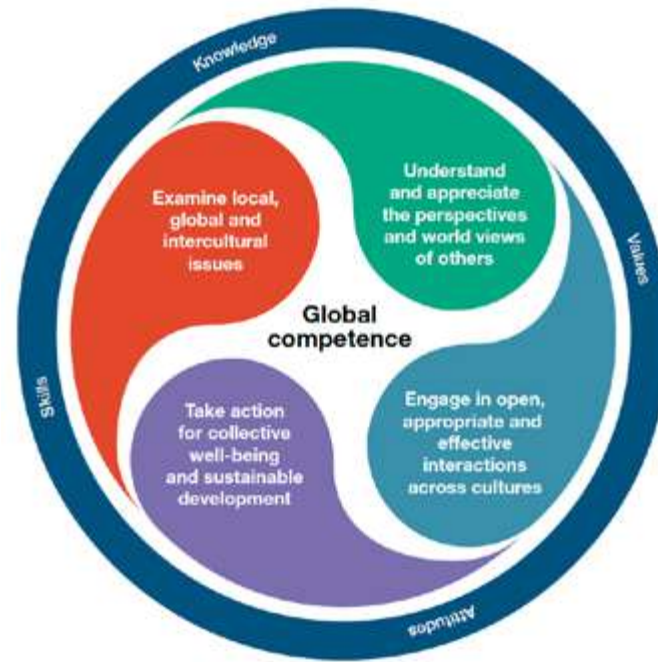 Knowledge
Understand
and appreciate
the perspectives
and world views
of others
Examine local,
global and
intercultural
issues
Values
Global
competence
Skills
Take action
for collective
well-being
and sustainable
development
Engage in open,
appropriate and
effective
interactions
across cultures
Attitudes